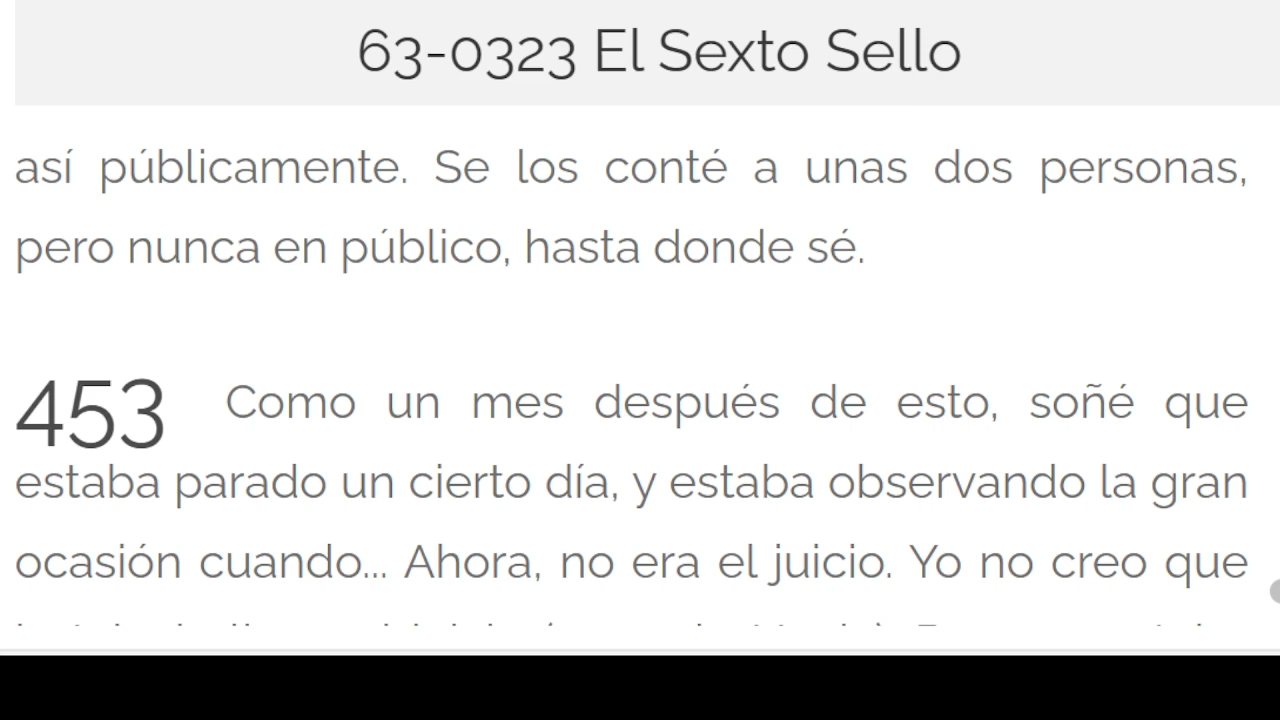 63-0323 El Sexto Sello
así públicamente. Se los conté a unas dos personas,
pero nunca en público, hasta donde sé.
453 Como un mes después de esto, soñé que
estaba parado un cierto día, y estaba observando la gran
ocasión cuando... Ahora, no era el juicio. Yo no creo que